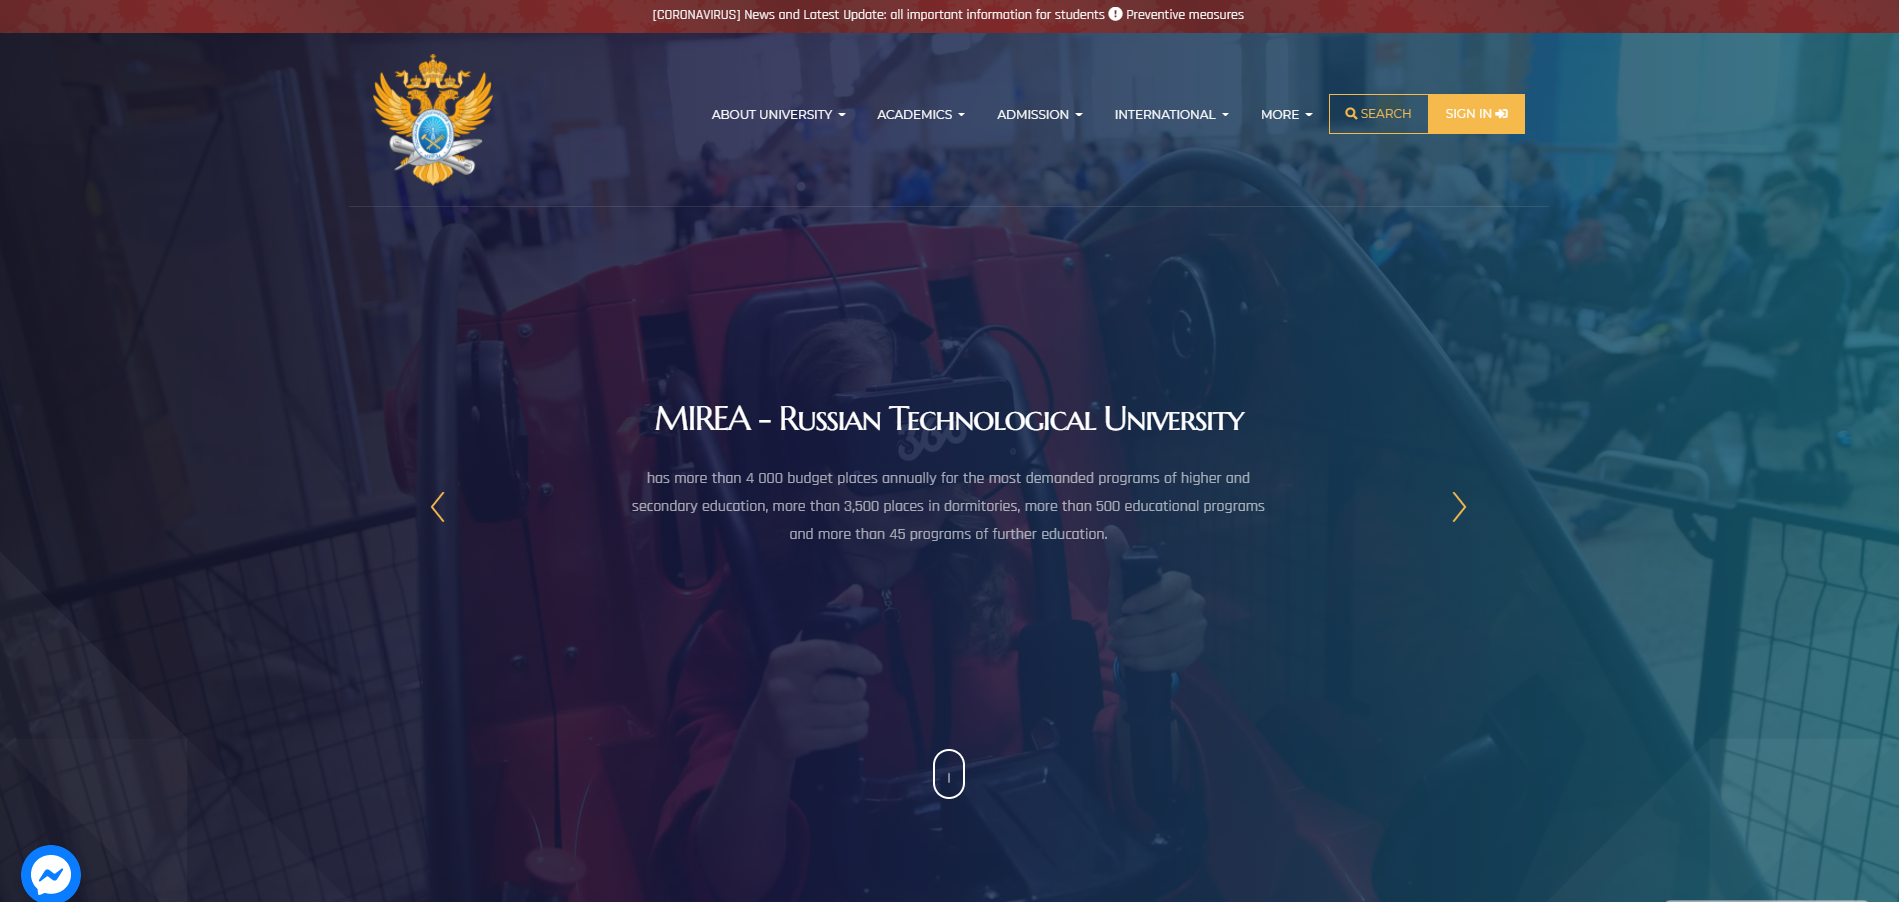 [CORONAVIRUS] News and Latest Update: all important information for students Preventive measures
ABOUT UNIVERSITY ACADEMICS ADMISSION INTERNATIONAL MORE SEARCH SIGN IN
MIREA - Russian Technological University
360
has more than 4 000 budget places annually for the most demanded programs of higher and
secondary education, more than 3,500 places in dormitories, more than 500 educational programs
and more than 45 programs of further education.